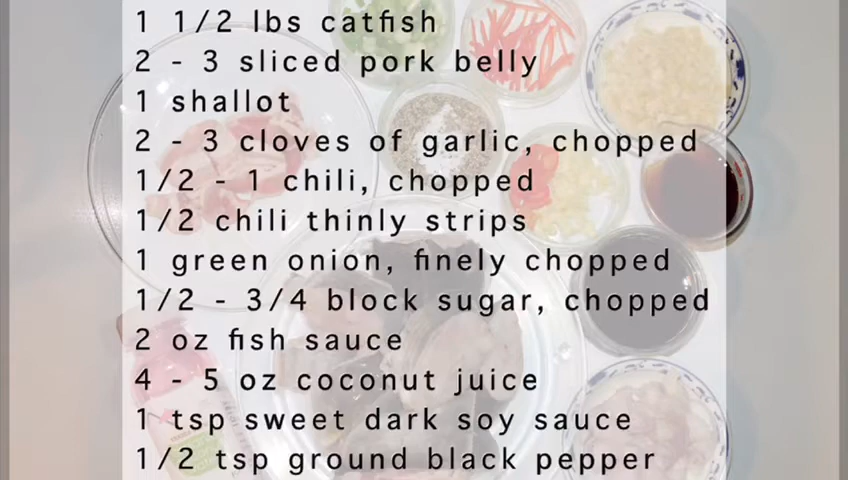 1 1/2 lbs catfish
2 - 3 sliced pork belly
1 shallot
2 - 3 cloves of garlic, chopped
1/2 - 1 chili, chopped
1/2 chili thinly strips
1 green onion, finely chopped
1/2 - 3/4 block sugar, chopped
2 oz fish sauce
4 - 5 oz coconut juice
1 tsp sweet dark soy sauce
1/2 tsp ground black pepper